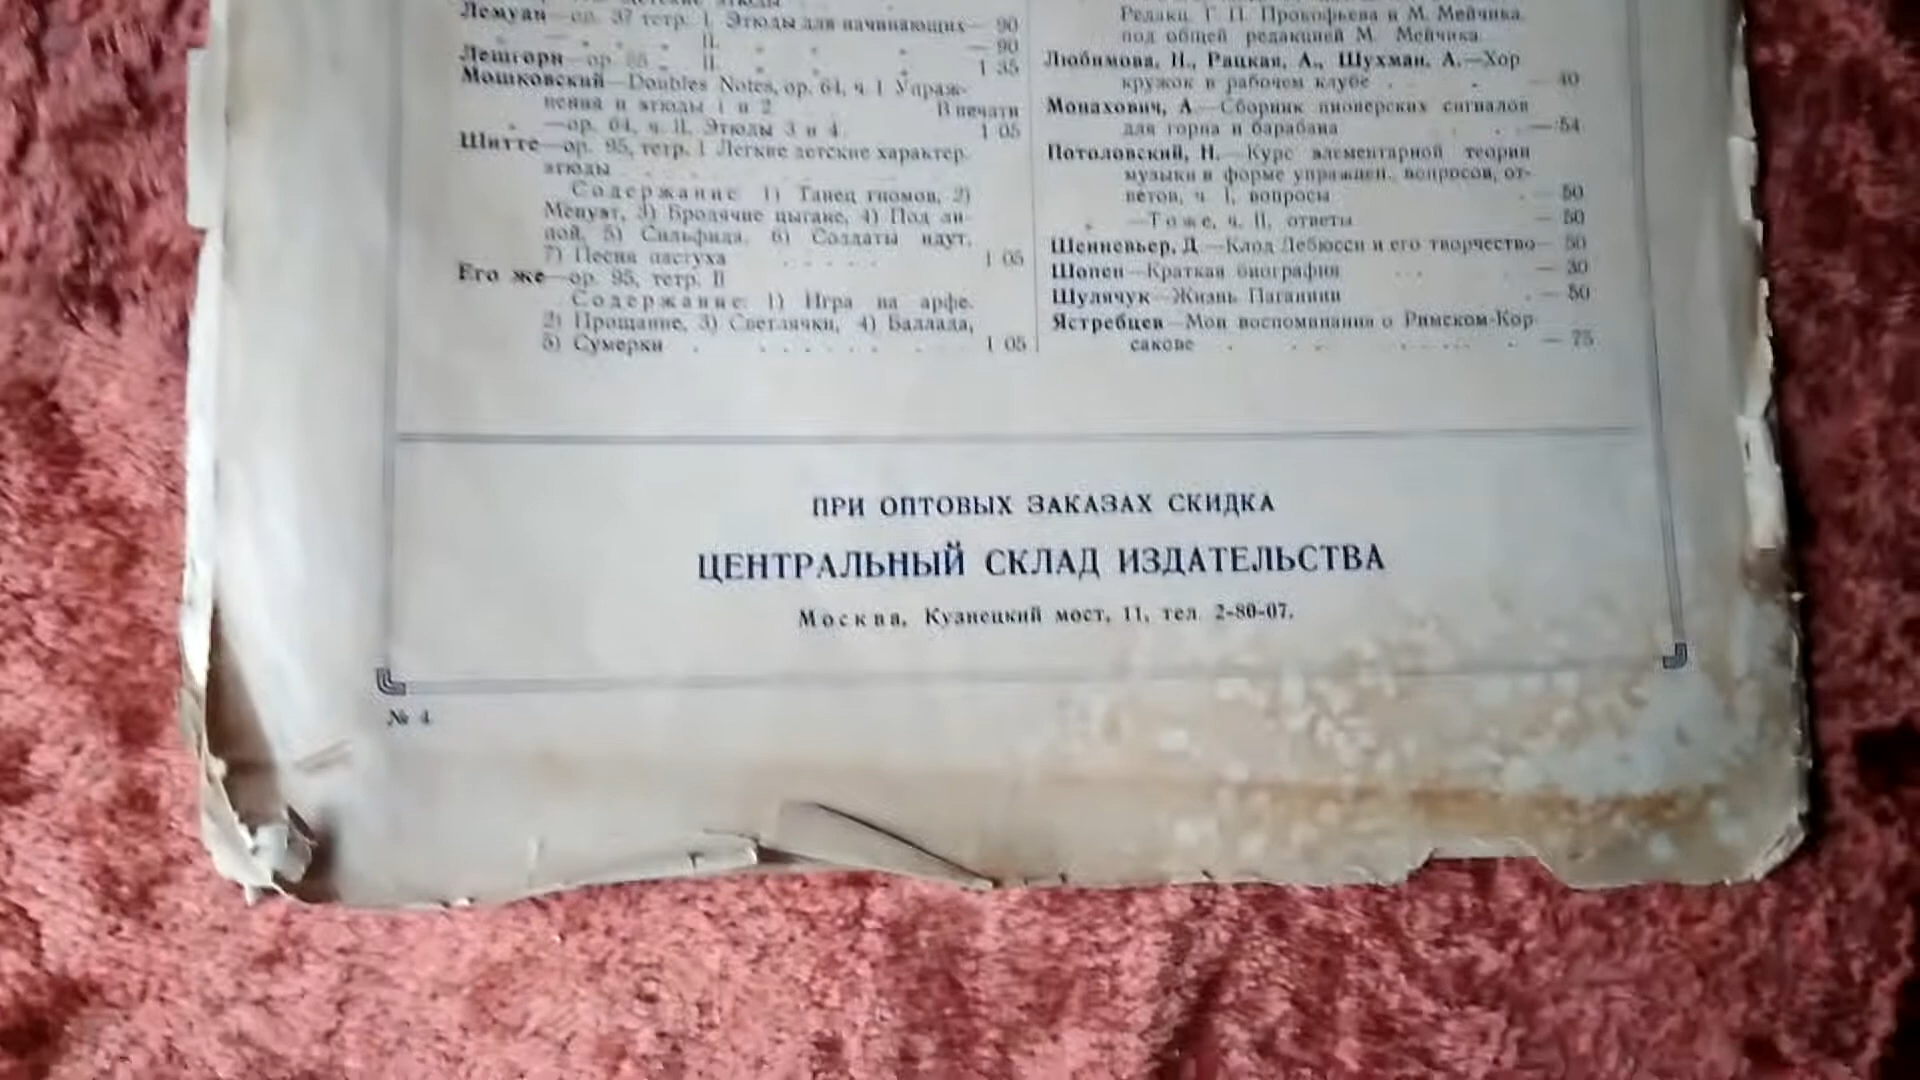 Лемуан—ор. 37 тетр. I. Этюды для начинающих— 90
" — " " " II. " " " — 90
Лешгорн—ор. " II. " " " 1 35
Мошковский—Doubles Notes, ор. 64, ч. I Упраж-
нения и этюды 1 и 2 В печати
" —ор. 64, ч. II. Этюды 3 и 4 1 05
Шитте—ор. 95, тетр. I Легкие детские характер.
этюды
Содержание 1) Танец гномов, 2)
Менуэт, 3) Бродячие цыгане, 4) Под ли-
пой, 5) Сильфида, 6) Солдаты идут,
7) Песня пастуха . . . . . 1 05
Его же—ор. 95, тетр. II
Содержание: 1) Игра на арфе.
2) Прощание, 3) Светлячки, 4) Баллада,
5) Сумерки . . . . . . . 1 05
Редакц. Г. П. Прокофьева и М. Мейчика.
под общей редакцией М. Мейчика.
Любимова, Н., Рацкая, А., Шухман, А.—Хор
кружок в рабочем клубе . . — 40
Монахович, А.—Сборник пионерских сигналов
для горна и барабана . . — 54
Потоловский, Н.—Курс элементарной теории
музыки в форме упражнен., вопросов, от-
ветов, ч. I, вопросы . — 50
" —То же, ч. II, ответы — 50
Шенневьер, Д.—Клод Дебюсси и его творчество— 50
Шопен—Краткая биография . . . — 30
Шулячук—Жизнь Паганини . — 50
Ястребцев—Мои воспоминания о Римском-Кор
сакове . . . . . . . — 75
ПРИ ОПТОВЫХ ЗАКАЗАХ СКИДКА
ЦЕНТРАЛЬНЫЙ СКЛАД ИЗДАТЕЛЬСТВА
Москва, Кузнецкий мост, 11, тел. 2-80-07.
№ 4